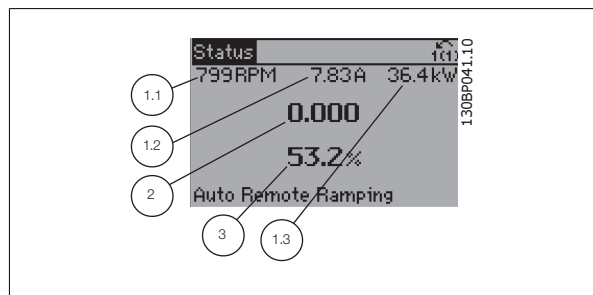 Status
1(1)
799RPM 7.83A 36.4kW
0.000
53.2%
Auto Remote Ramping
130BP041.10
1.1
1.2
2
3
1.3